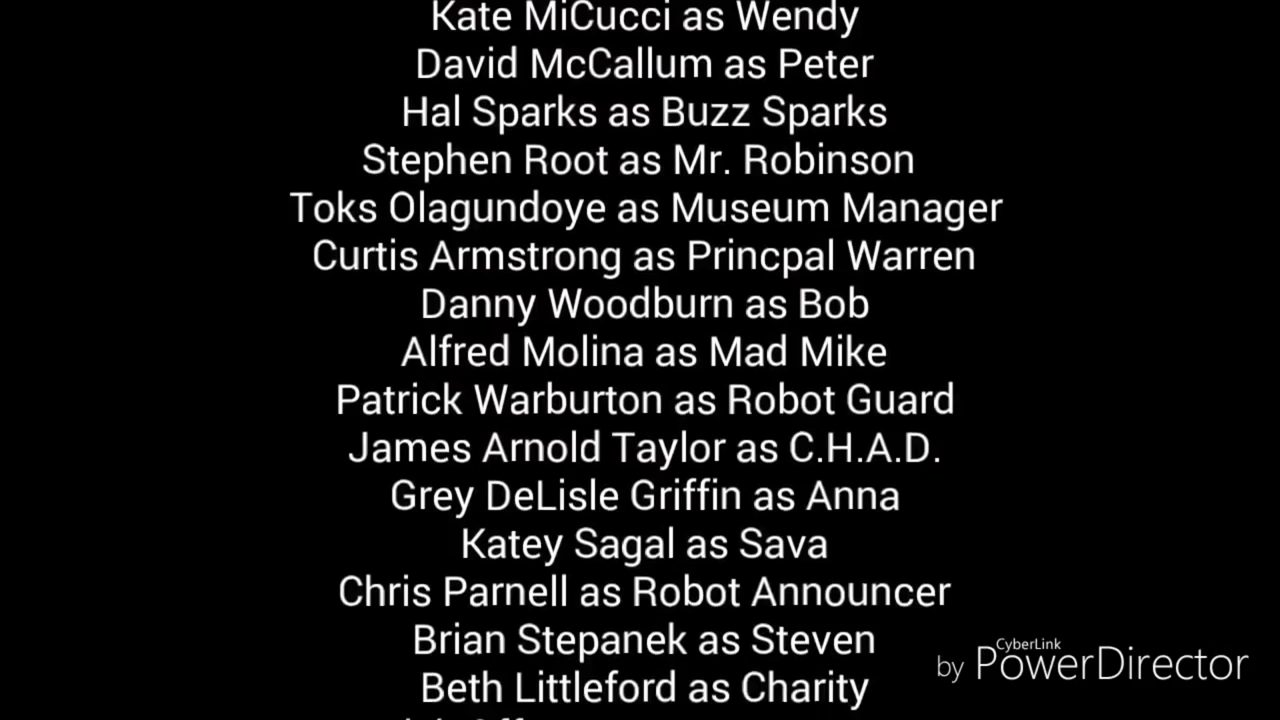 Kate MiCucci as Wendy
David McCallum as Peter
Hal Sparks as Buzz Sparks
Stephen Root as Mr. Robinson
Toks Olagundoye as Museum Manager
Curtis Armstrong as Princpal Warren
Danny Woodburn as Bob
Alfred Molina as Mad Mike
Patrick Warburton as Robot Guard
James Arnold Taylor as C.H.A.D.
Grey DeLisle Griffin as Anna
Katey Sagal as Sava
Chris Parnell as Robot Announcer
Brian Stepanek as Steven
Beth Littleford as Charity
CyberLink
by PowerDirector